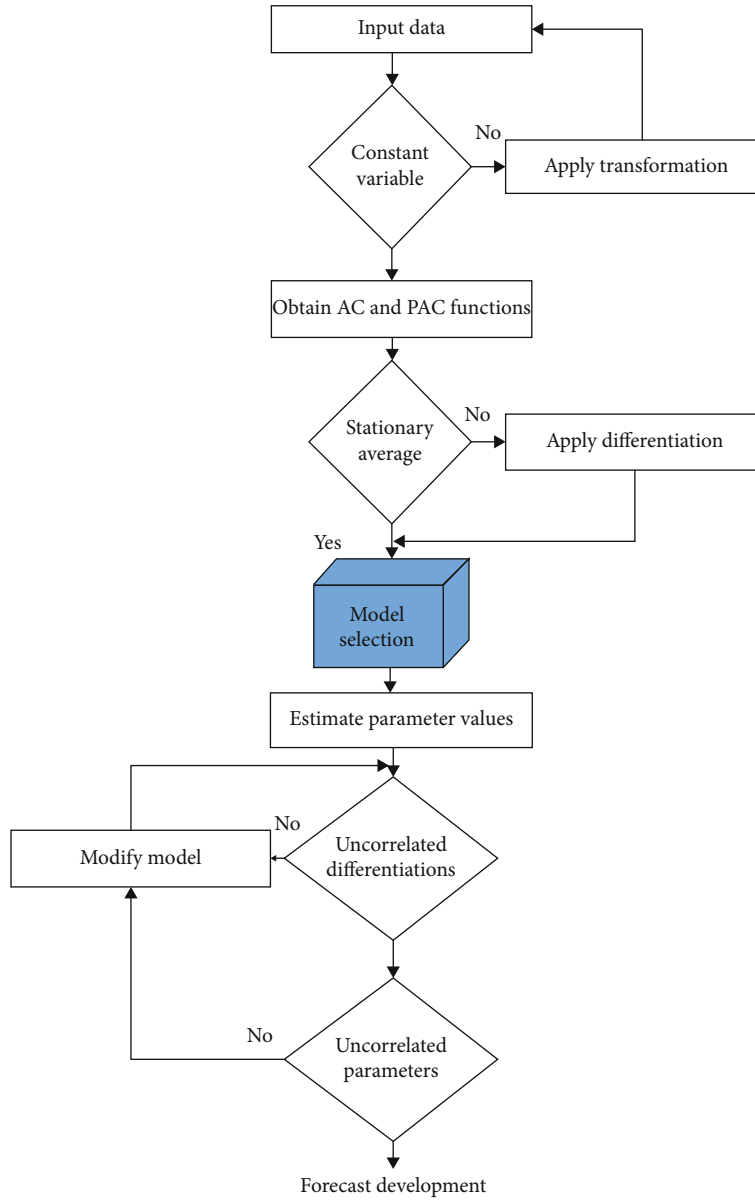 Input data
No
Constant
variable
Apply transformation
Obtain AC and PAC functions
No
Stationary
average
Apply differentiation
Yes
Model
selection
Estimate parameter values
No
Modify model
Uncorrelated
differentiations
No
Uncorrelated
parameters
Forecast development